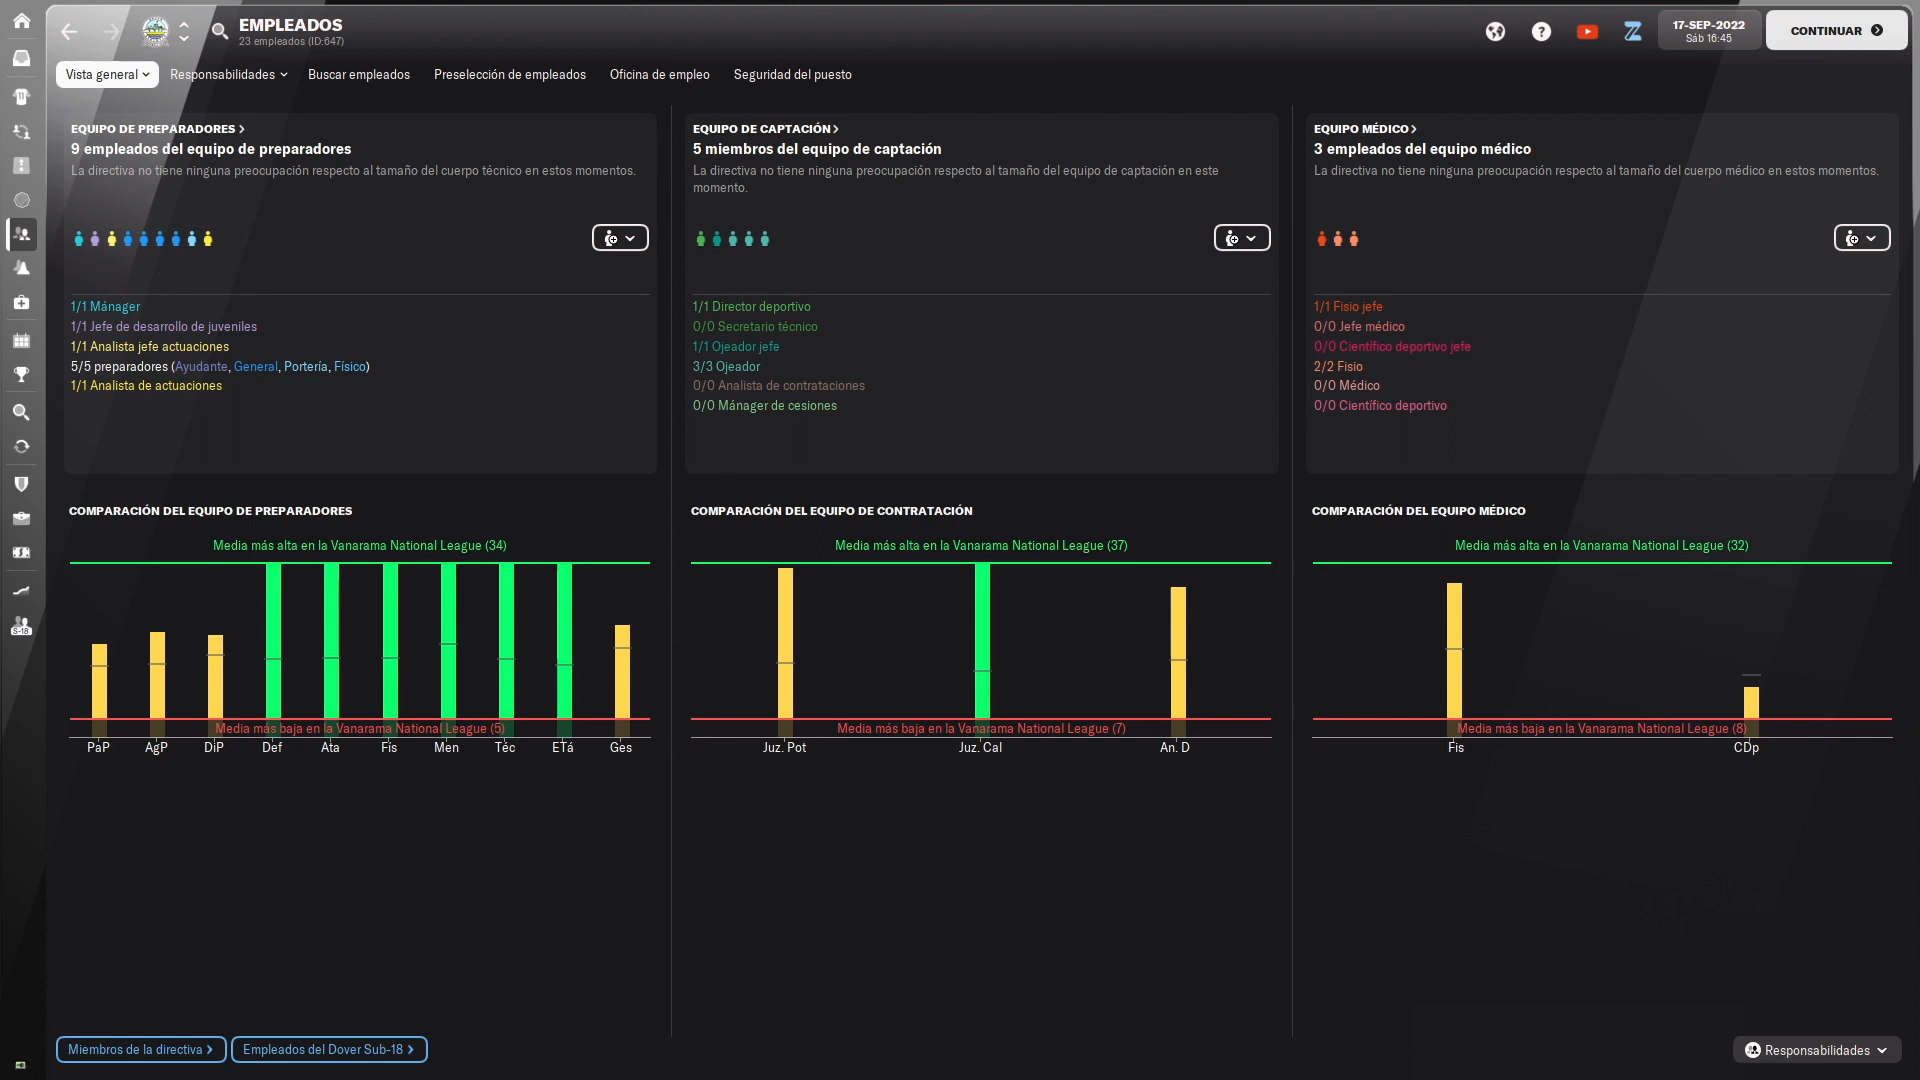 EMPLEADOS
23 empleados (ID:647)
17-SEP-2022
Sáb 16:45
CONTINUAR
Vista general
Responsabilidades
Buscar empleados
Preselección de empleados
Oficina de empleo
Seguridad del puesto
EQUIPO DE PREPARADORES
9 empleados del equipo de preparadores
La directiva no tiene ninguna preocupación respecto al tamaño del cuerpo técnico en estos momentos.
1/1 Mánager
1/1 Jefe de desarrollo de juveniles
1/1 Analista jefe actuaciones
5/5 preparadores (Ayudante, General, Portería, Físico)
1/1 Analista de actuaciones
EQUIPO DE CAPTACIÓN
5 miembros del equipo de captación
La directiva no tiene ninguna preocupación respecto al tamaño del equipo de captación en este
momento.
1/1 Director deportivo
0/0 Secretario técnico
1/1 Ojeador jefe
3/3 Ojeador
0/0 Analista de contrataciones
0/0 Mánager de cesiones
EQUIPO MÉDICO
3 empleados del equipo médico
La directiva no tiene ninguna preocupación respecto al tamaño del cuerpo médico en estos momentos.
1/1 Fisio jefe
0/0 Jefe médico
0/0 Científico deportivo jefe
2/2 Fisio
0/0 Médico
0/0 Científico deportivo
COMPARACIÓN DEL EQUIPO DE PREPARADORES
Media más alta en la Vanarama National League (34)
Media más baja en la Vanarama National League (5)
PaP AgP DiP Def Ata Fís Men Téc ETá Ges
COMPARACIÓN DEL EQUIPO DE CONTRATACIÓN
Media más alta en la Vanarama National League (37)
Media más baja en la Vanarama National League (7)
Juz. Pot Juz. Cal An. D
COMPARACIÓN DEL EQUIPO MÉDICO
Media más alta en la Vanarama National League (32)
Media más baja en la Vanarama National League (8)
Fis CDp
S-18
Miembros de la directiva
Empleados del Dover Sub-18
Responsabilidades